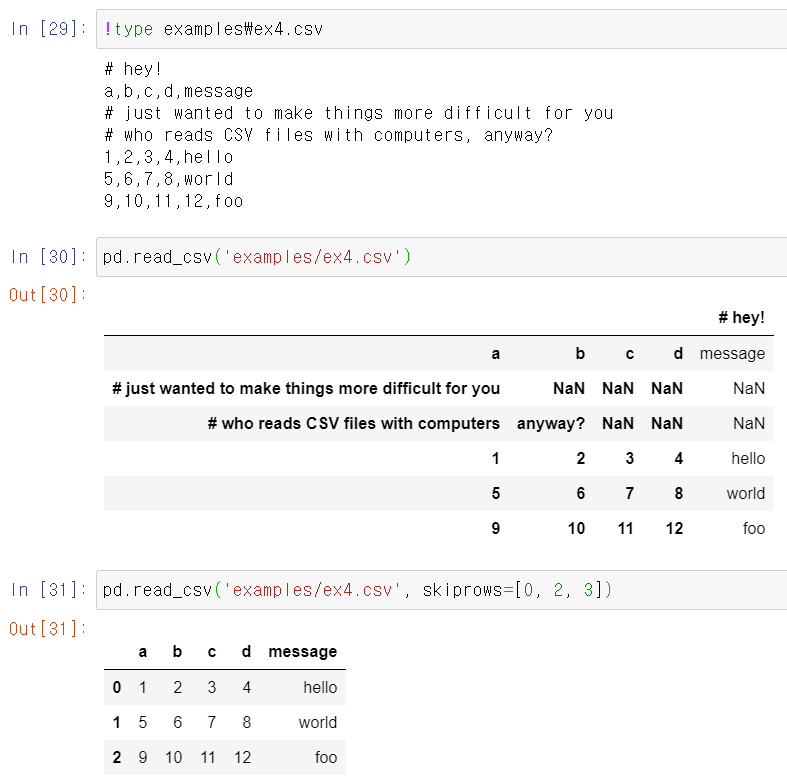 In [29]: !type examples₩ex4.csv
# hey!
a,b,c,d,message
# just wanted to make things more difficult for you
# who reads CSV files with computers, anyway?
1,2,3,4,hello
5,6,7,8,world
9,10,11,12,foo
In [30]: pd.read_csv('examples/ex4.csv')
Out[30]:
# hey!
a b c d message
# just wanted to make things more difficult for you NaN NaN NaN NaN
# who reads CSV files with computers anyway? NaN NaN NaN
1 2 3 4 hello
5 6 7 8 world
9 10 11 12 foo
In [31]: pd.read_csv('examples/ex4.csv', skiprows=[0, 2, 3])
Out[31]:
a b c d message
0 1 2 3 4 hello
1 5 6 7 8 world
2 9 10 11 12 foo